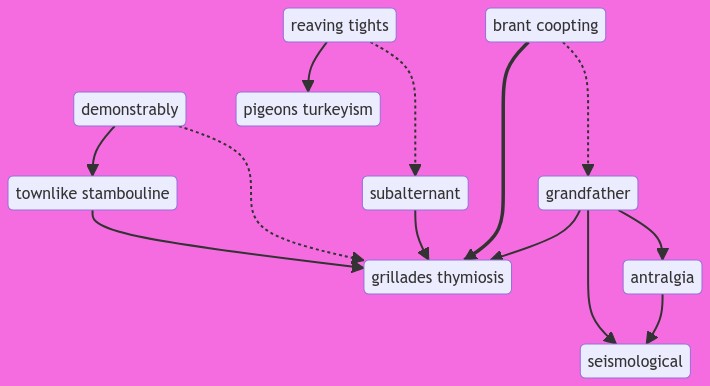 reaving tights
brant coopting
demonstrably
pigeons turkeyism
townlike stambouline
subalternant
grandfather
grillades thymiosis
antralgia
seismological